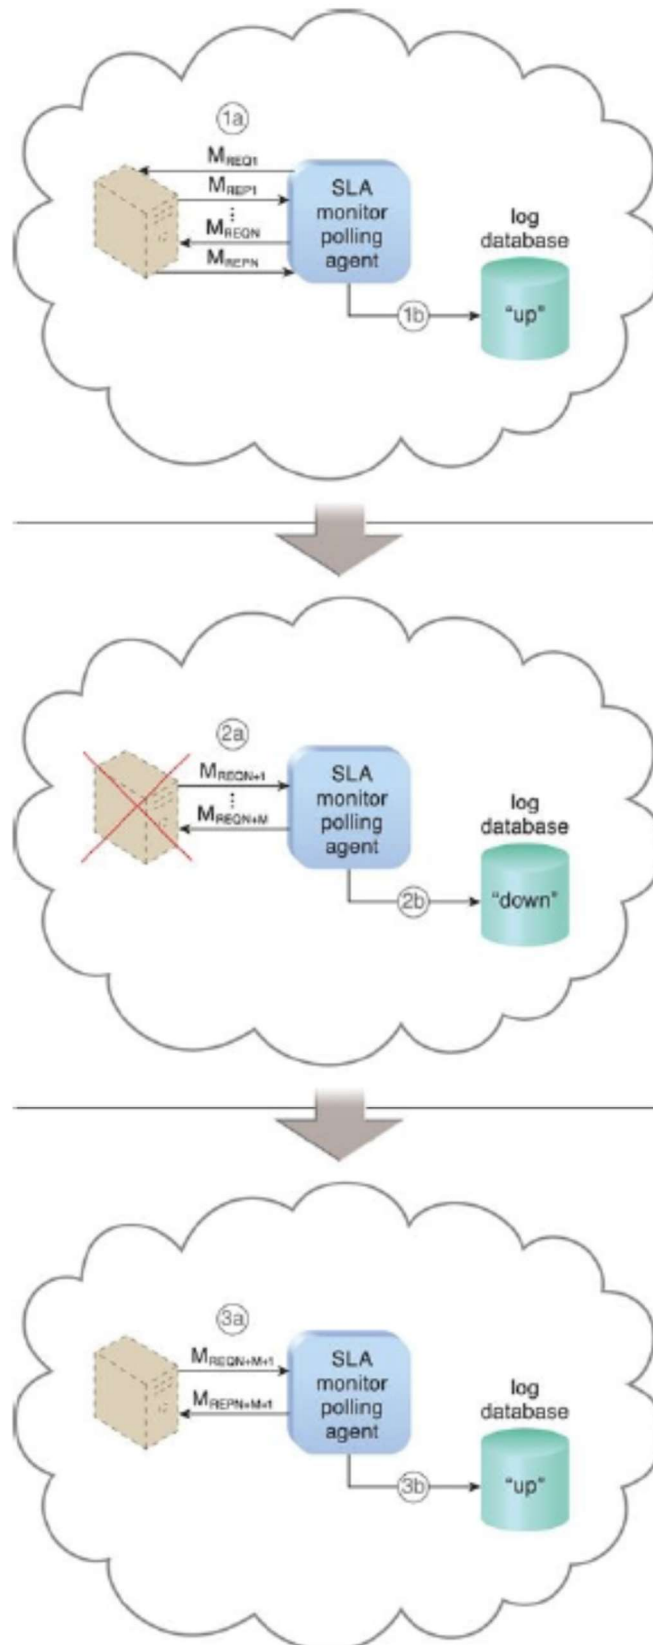 1a
MREQ1
MREP1
⋮
MREQN
MREPN
SLA
monitor
polling
agent
log
database
1b
“up”
2a
MREQN+1
⋮
MREQN+M
SLA
monitor
polling
agent
log
database
2b
“down”
3a
MREQN+M+1
MREPN+M+1
SLA
monitor
polling
agent
log
database
3b
“up”